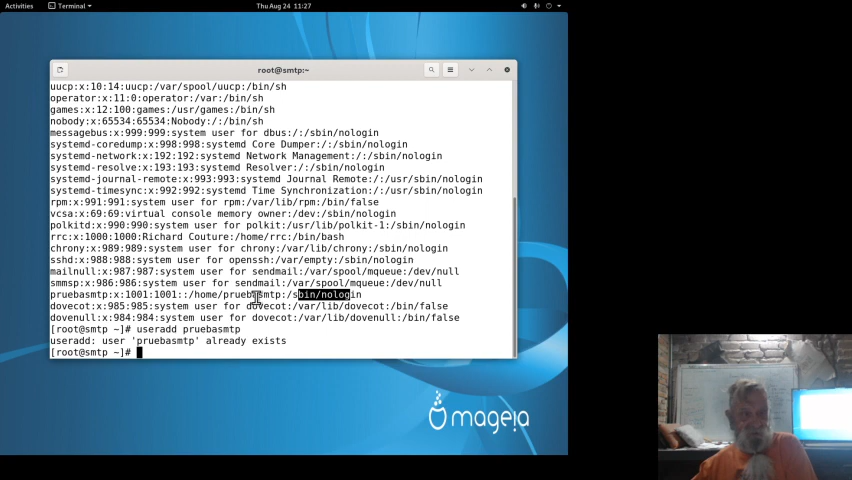 Activities Terminal Thu Aug 24 11:27
root@smtp:~
uucp:x:10:14:uucp:/var/spool/uucp:/bin/sh
operator:x:11:0:operator:/var:/bin/sh
games:x:12:100:games:/usr/games:/bin/sh
nobody:x:65534:65534:Nobody:/:/bin/sh
messagebus:x:999:999:system user for dbus:/:/sbin/nologin
systemd-coredump:x:998:998:systemd Core Dumper:/:/sbin/nologin
systemd-network:x:192:192:systemd Network Management:/:/sbin/nologin
systemd-resolve:x:193:193:systemd Resolver:/:/sbin/nologin
systemd-journal-remote:x:993:993:systemd Journal Remote:/:/usr/nologin
systemd-timesync:x:992:992:systemd Time Synchronization:/:/usr/nologin
rpm:x:991:991:system user for rpm:/var/lib/rpm:/bin/false
vcsa:x:69:69:virtual console memory owner:/dev:/sbin/nologin
polkitd:x:990:990:system user for polkit:/usr/lib/polkit-1:/sbin/nologin
rrc:x:1000:1000:Richard Couture:/home/rrc:/bin/bash
chrony:x:989:989:system user for chrony:/var/lib/chrony:/sbin/nologin
sshd:x:988:988:system user for openssh:/var/empty:/sbin/nologin
mailnull:x:987:987:system user for sendmail:/var/spool/mqueue:/dev/null
smmsp:x:986:986:system user for sendmail:/var/spool/mqueue:/dev/null
pruebasmtp:x:1001:1001::/home/pruebasmtp:/sbin/nologin
dovecot:x:985:985:system user for dovecot:/var/lib/dovecot:/bin/false
dovenull:x:984:984:system user for dovecot:/var/lib/dovenull:/bin/false
[root@smtp ~]# useradd pruebasmtp
useradd: user 'pruebasmtp' already exists
[root@smtp ~]#
mageia